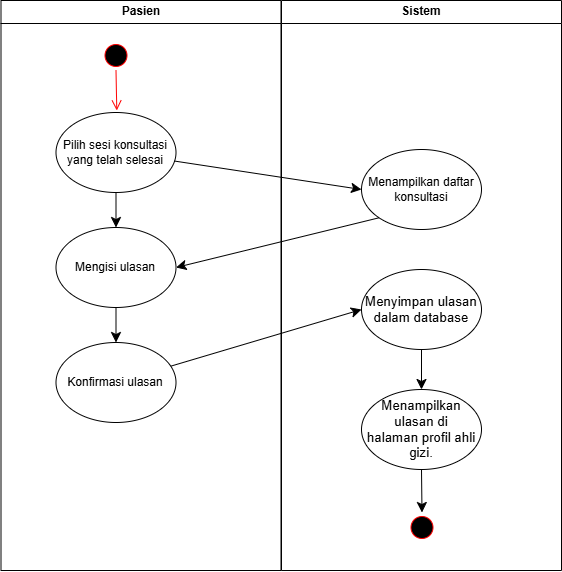 Pasien
Sistem
Pilih sesi konsultasi
yang telah selesai
Menampilkan daftar
konsultasi
Mengisi ulasan
Menyimpan ulasan
dalam database
Konfirmasi ulasan
Menampilkan
ulasan di
halaman profil ahli
gizi.